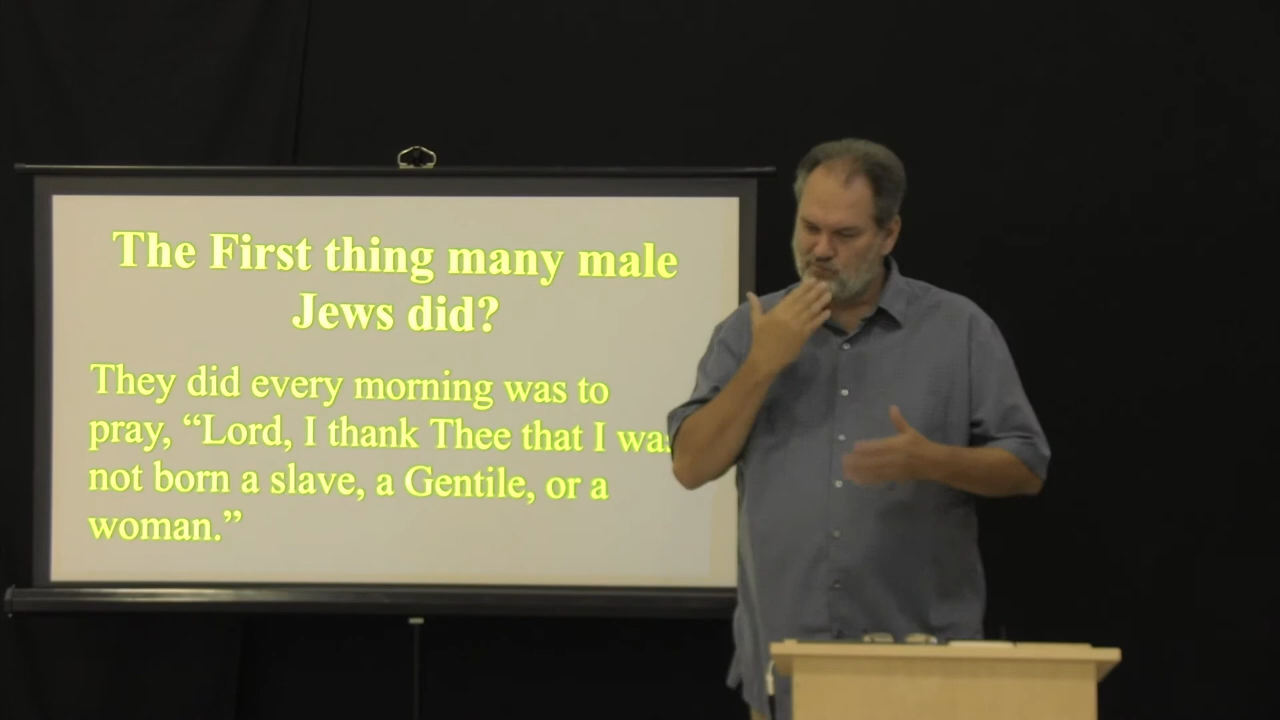 The First thing many male
Jews did?
They did every morning was to
pray, “Lord, I thank Thee that I was
not born a slave, a Gentile, or a
woman.”